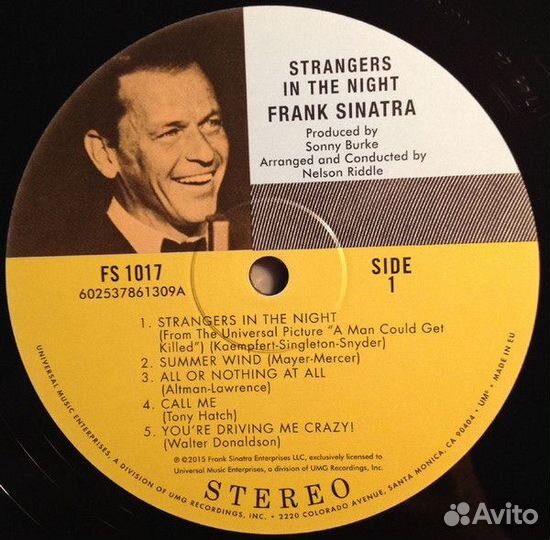 STRANGERS
IN THE NIGHT
FRANK SINATRA
Produced by
Sonny Burke
Arranged and Conducted by
Nelson Riddle
FS 1017
602537861309A
SIDE
1
1. STRANGERS IN THE NIGHT
(From The Universal Picture “A Man Could Get
Killed”) (Kaempfert-Singleton-Snyder)
2. SUMMER WIND (Mayer-Mercer)
3. ALL OR NOTHING AT ALL
(Altman-Lawrence)
4. CALL ME
(Tony Hatch)
5. YOU'RE DRIVING ME CRAZY!
(Walter Donaldson)
℗©2015 Frank Sinatra Enterprises LLC, exclusively licensed to
Universal Music Enterprises, a division of UMG Recordings, Inc.
STEREO
UNIVERSAL MUSIC ENTERPRISES, A DIVISION OF UMG RECORDINGS, INC. • 2220 COLORADO AVENUE, SANTA MONICA, CA 90404 • UM® • MADE IN EU
Avito